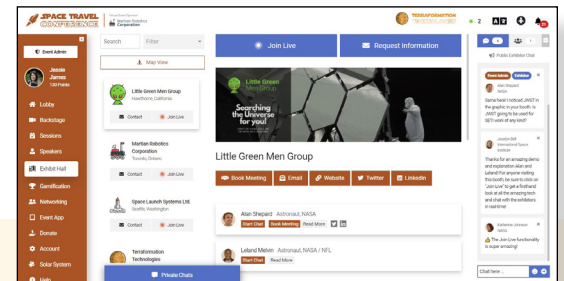 SPACE TRAVEL
CONFERENCE
Martian Robotics
Corporation
TERRAFORMATION
TECHNOLOGIES
2
Event Admin
Jessie
James
130 Points
Lobby
Backstage
Sessions
Speakers
Exhibit Hall
Gamification
Networking
Event App
Donate
Account
Solar System
Help
Search
Filter
Map View
Little Green Men Group
Hawthorne, California
Contact
Join Live
Martian Robotics
Corporation
Toronto, Ontario
Contact
Join Live
Space Launch Systems Ltd.
Seattle, Washington
Contact
Join Live
Terraformation
Technologies
Private Chats
Join Live
Request Information
Little Green
Men Group
Searching
the Universe
for you!
Little Green Men Group
Book Meeting
Email
Website
Twitter
LinkedIn
Alan Shepard Astronaut, NASA
Start Chat
Book Meeting
Read More
Leland Melvin Astronaut, NASA / NFL
Start Chat
Read More
Public Exhibitor Chat
Event Admin
Exhibitor
Alan Shepard
NASA
Same here I noticed JWST in
the graphic in your booth. Is
JWST going to be used for
SETI work of any kind?
International Space
Thanks for an amazing demo
and explanation Alan and
Leland! For anyone visiting
this booth, be sure to click on
"Join Live" to get a firsthand
look at all the amazing tech
and chat with the exhibitors
in real-time!
Katherine Johnson
NASA
The Join Live functionality
is super amazing!
Chat here ..